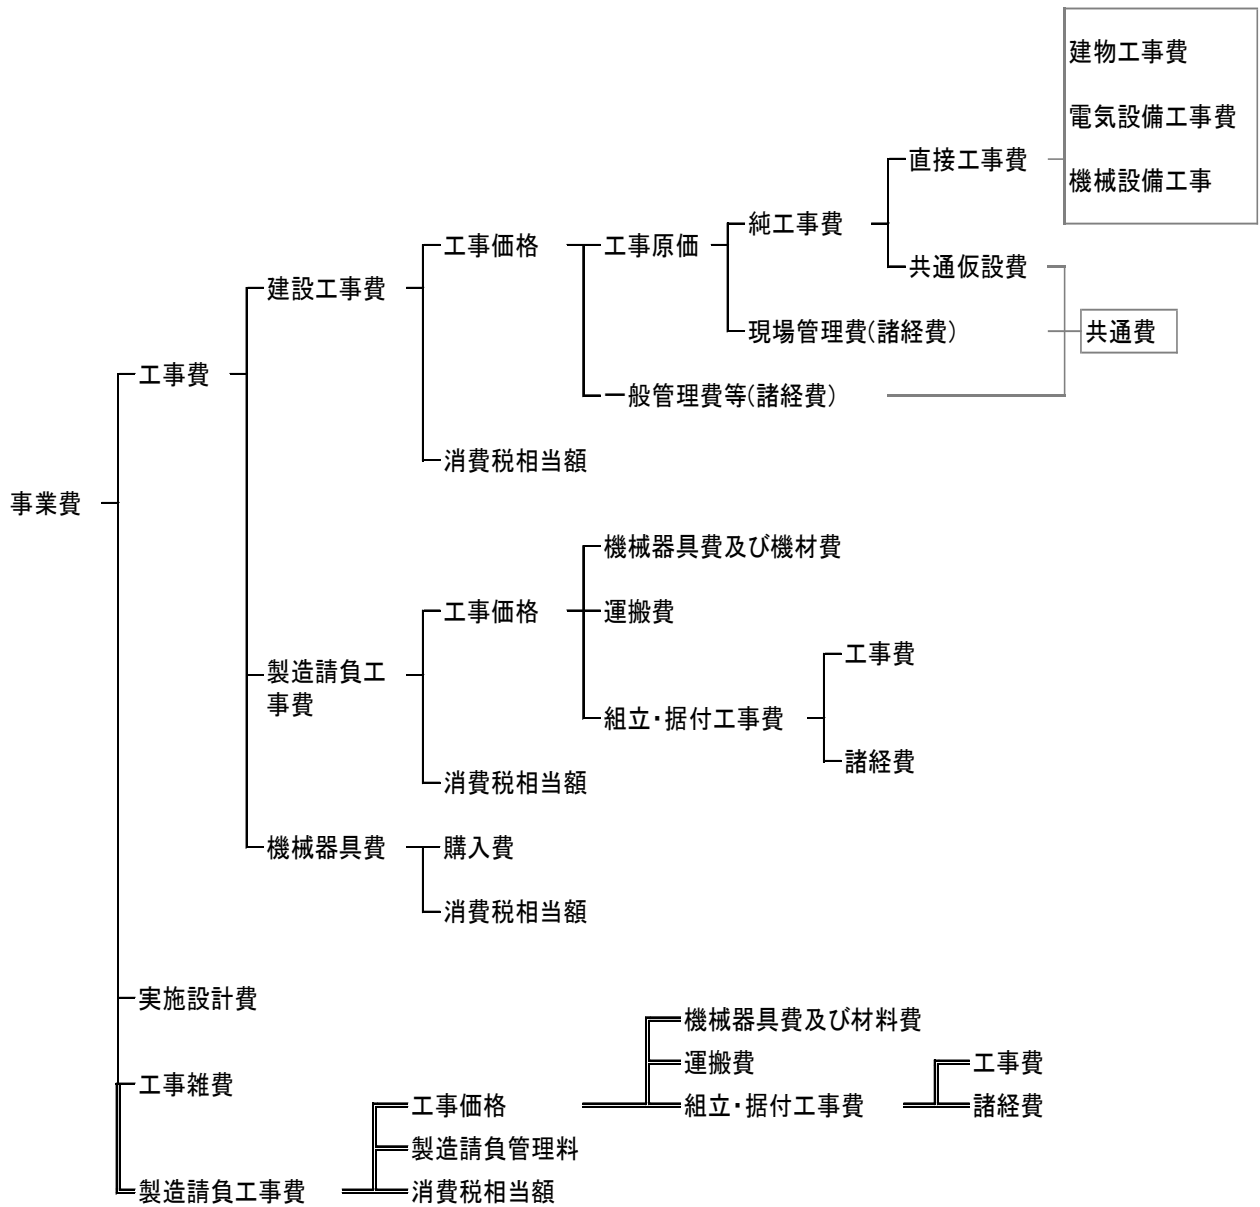 建物工事費
電気設備工事費
直接工事費
機械設備工事
純工事費
工事価格
工事原価
共通仮設費
建設工事費
現場管理費(諸経費)
共通費
工事費
一般管理費等(諸経費)
消費税相当額
事業費
機械器具費及び機材費
工事価格
運搬費
工事費
製造請負工
事費
組立・据付工事費
諸経費
消費税相当額
機械器具費
購入費
消費税相当額
実施設計費
機械器具費及び材料費
運搬費
工事費
工事雑費
工事価格
組立・据付工事費
諸経費
製造請負管理料
製造請負工事費
消費税相当額